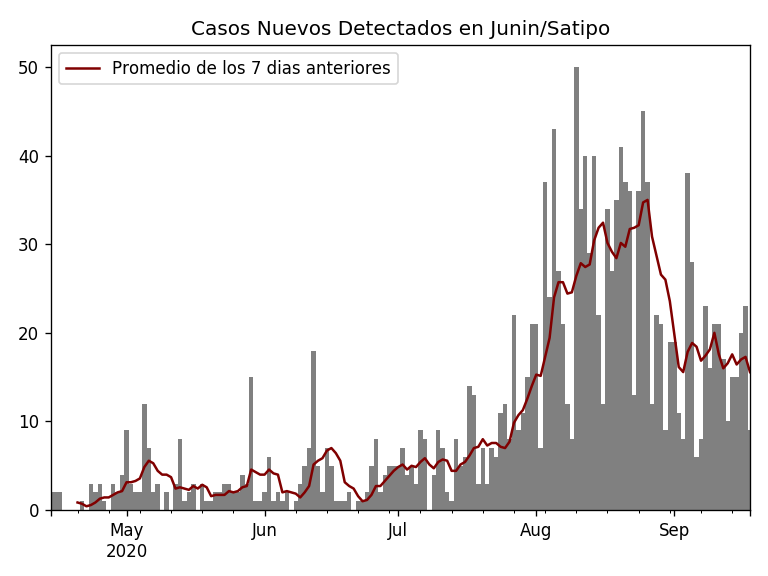 Casos Nuevos Detectados en Junin/Satipo
Promedio de los 7 dias anteriores
50
40
30
20
10
0
May Jun Jul Aug Sep
2020